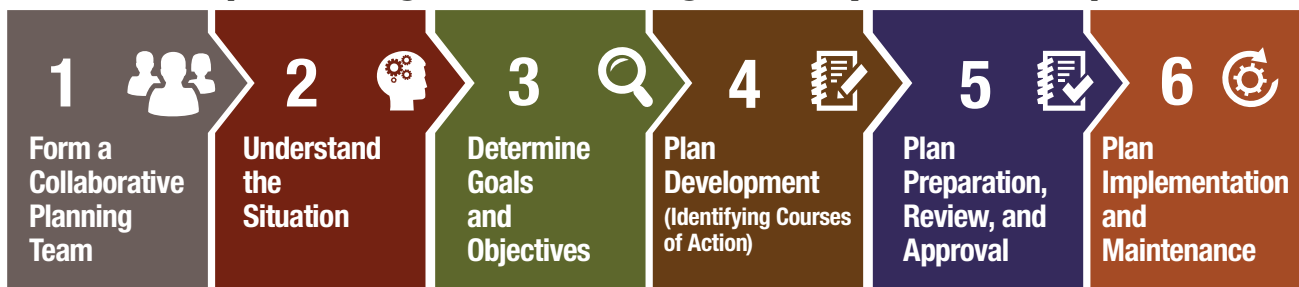 1
Form a
Collaborative
Planning
Team
2
Understand
the
Situation
3
Determine
Goals
and
Objectives
4
Plan
Development
(Identifying Courses
of Action)
5
Plan
Preparation,
Review, and
Approval
6
Plan
Implementation
and
Maintenance